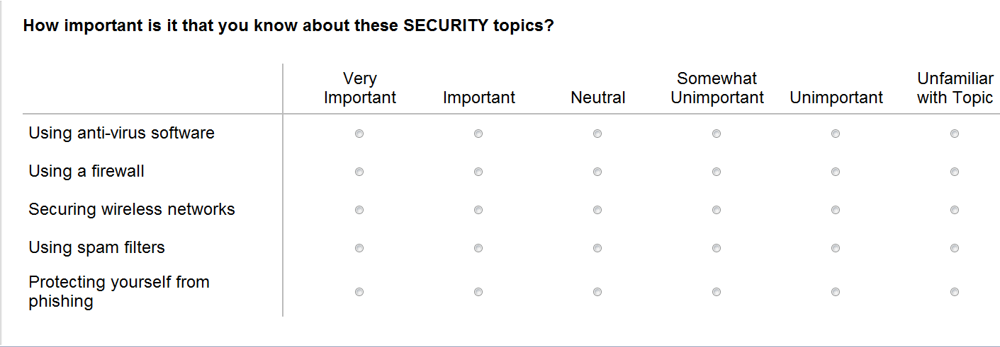 How important is it that you know about these SECURITY topics?
Very Important
Important
Neutral
Somewhat Unimportant
Unimportant
Unfamiliar with Topic
Using anti-virus software
Using a firewall
Securing wireless networks
Using spam filters
Protecting yourself from
phishing